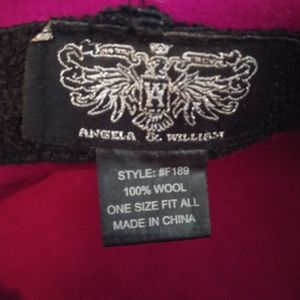 W
ANGELA & WILLIAM
STYLE: #F189
100% WOOL
ONE SIZE FIT ALL
MADE IN CHINA